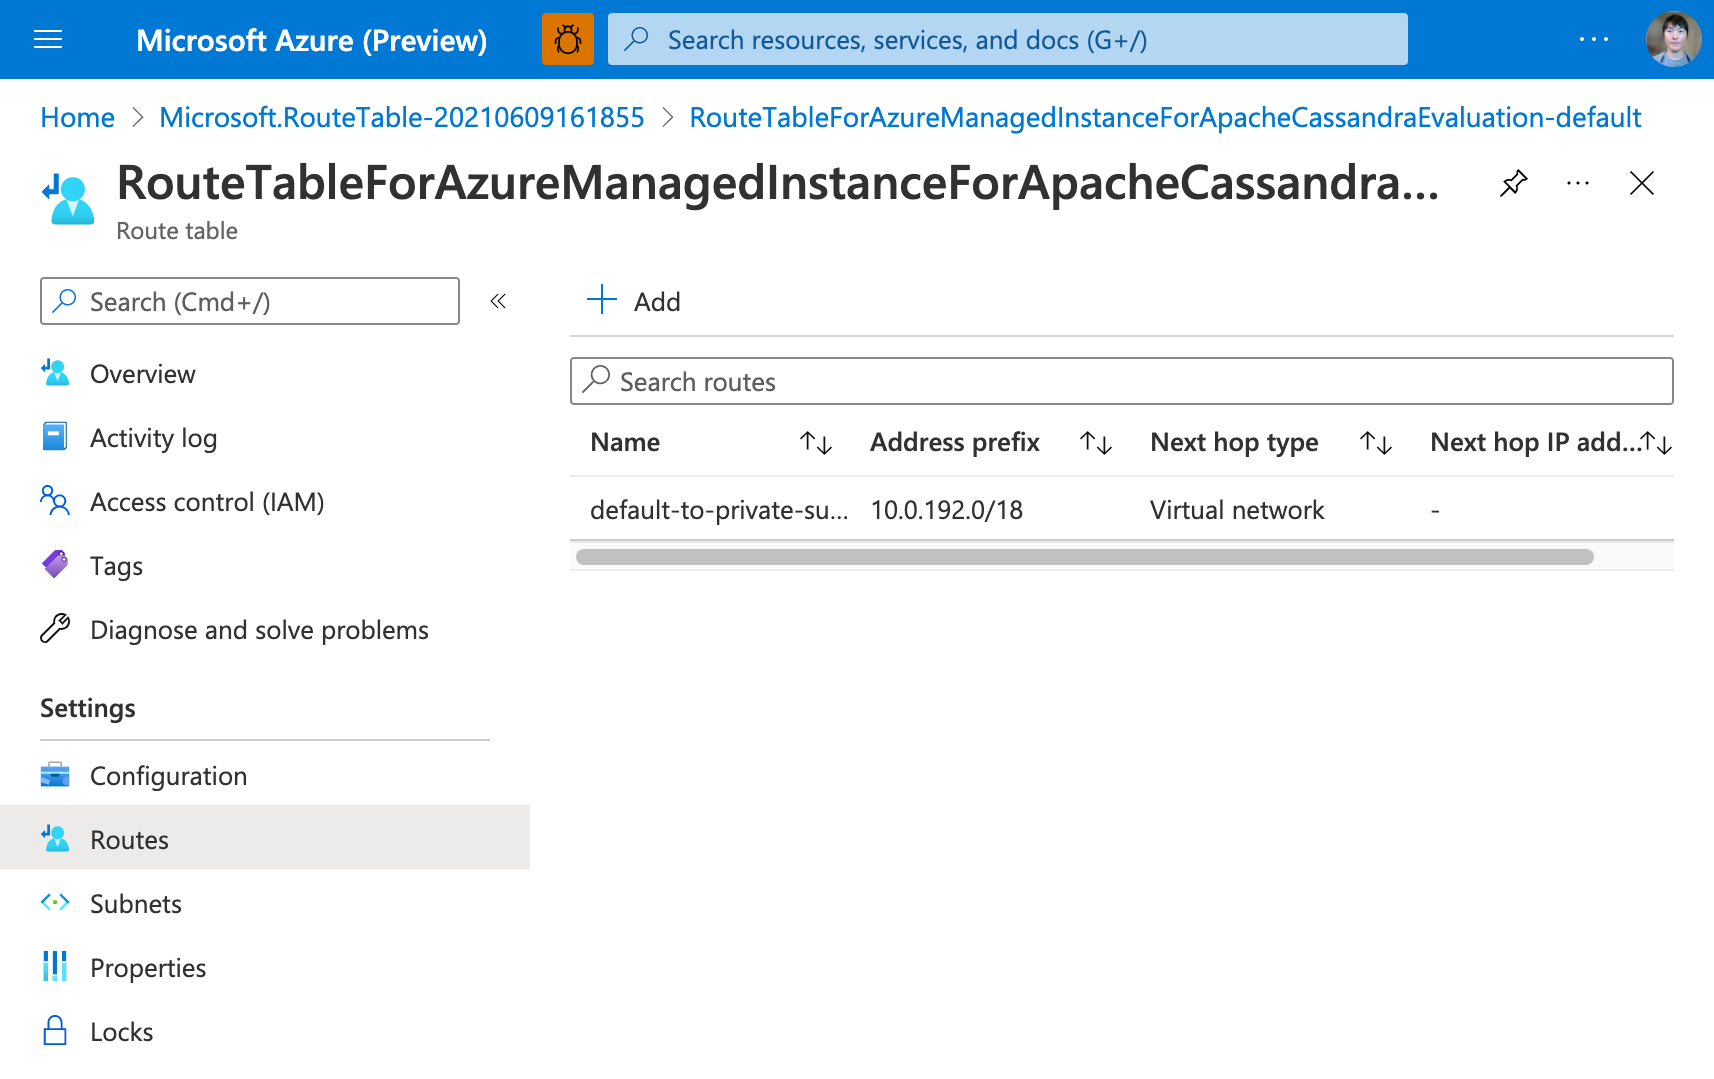 Microsoft Azure (Preview)
Search resources, services, and docs (G+/)
Home
Microsoft.RouteTable-20210609161855
RouteTableForAzureManagedInstanceForApacheCassandraEvaluation-default
RouteTableForAzureManagedInstanceForApacheCassandra...
Route table
Search (Cmd+/)
Overview
Activity log
Access control (IAM)
Tags
Diagnose and solve problems
Settings
Configuration
Routes
Subnets
Properties
Locks
Add
Search routes
Name Address prefix Next hop type Next hop IP add...
default-to-private-su... 10.0.192.0/18 Virtual network -